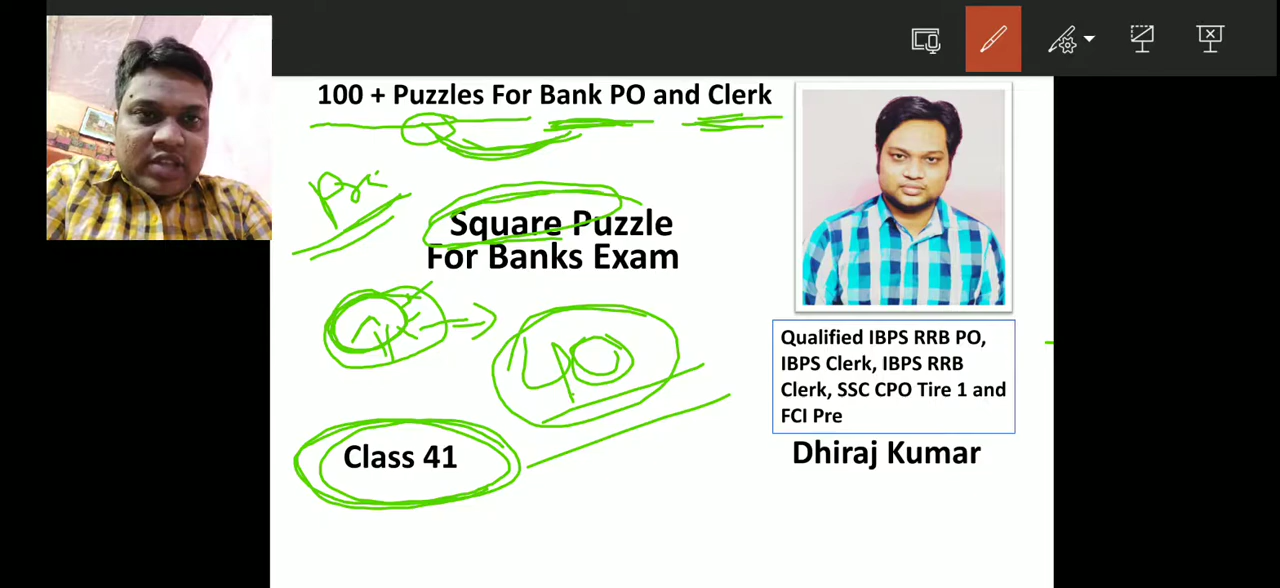 100 + Puzzles For Bank PO and Clerk
Pri
Square Puzzle
For Banks Exam
40
Class 41
Qualified IBPS RRB PO,
IBPS Clerk, IBPS RRB
Clerk, SSC CPO Tire 1 and
FCI Pre
Dhiraj Kumar